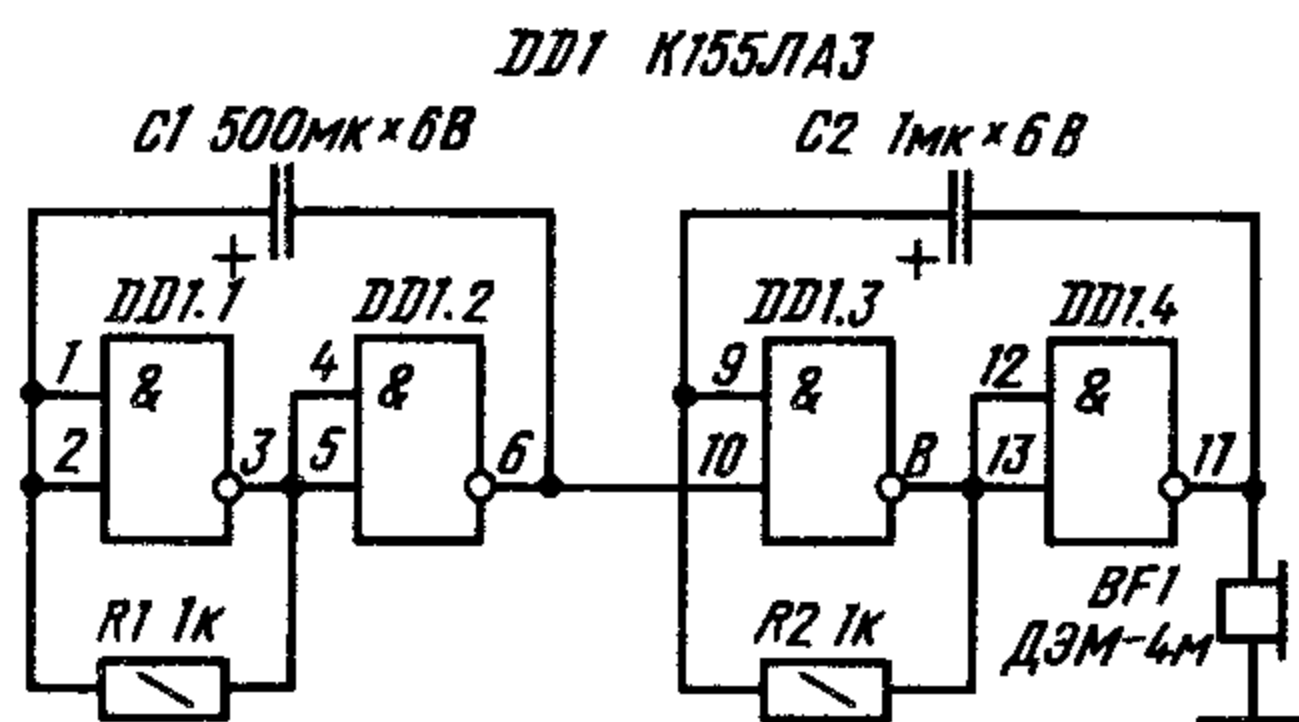 DD1 К155ЛА3
C1 500мк × 6В
C2 1мк × 6В
DD1.1
DD1.2
DD1.3
DD1.4
1
&
2
3
4
&
5
6
9
&
10
8
12
&
13
11
R1 1к
R2 1к
BF1
ДЭМ-4м
+
+